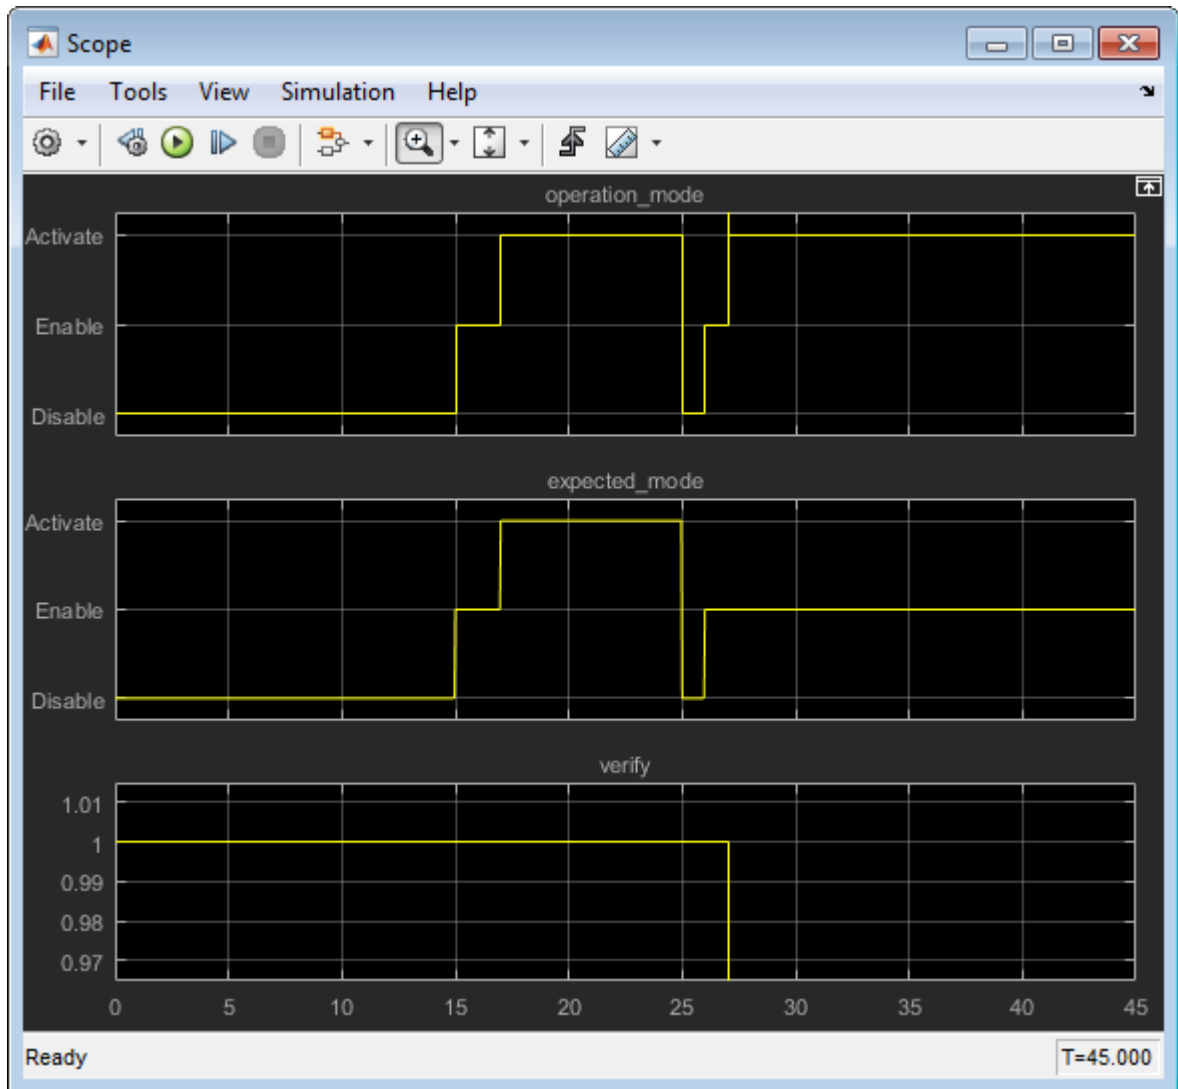 Scope
File Tools View Simulation Help
operation_mode
Activate
Enable
Disable
expected_mode
Activate
Enable
Disable
verify
1.01
1
0.99
0.98
0.97
0 5 10 15 20 25 30 35 40 45
Ready T=45.000